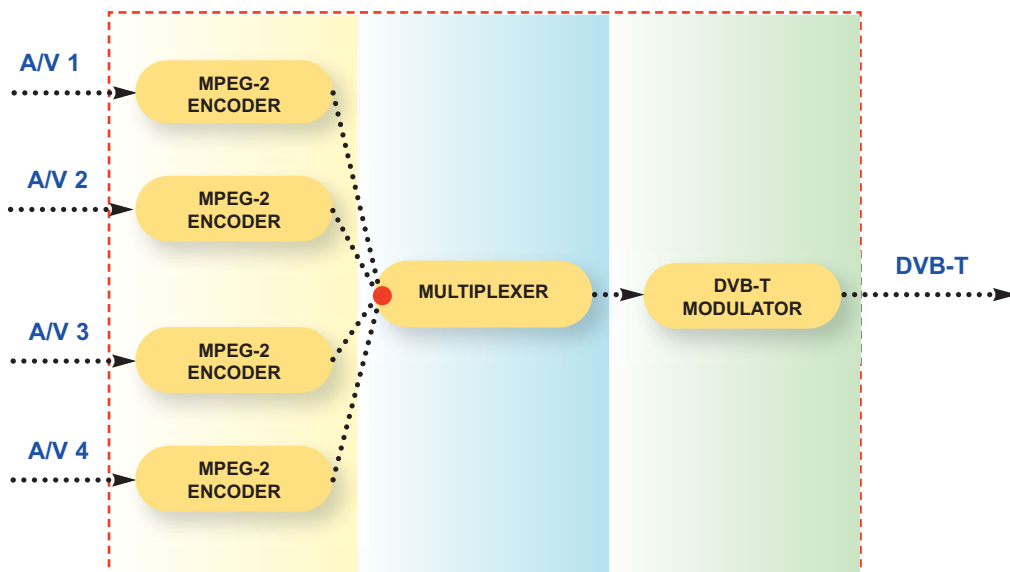 A/V 1
MPEG-2
ENCODER
A/V 2
MPEG-2
ENCODER
MULTIPLEXER
DVB-T
MODULATOR
DVB-T
A/V 3
MPEG-2
ENCODER
A/V 4
MPEG-2
ENCODER